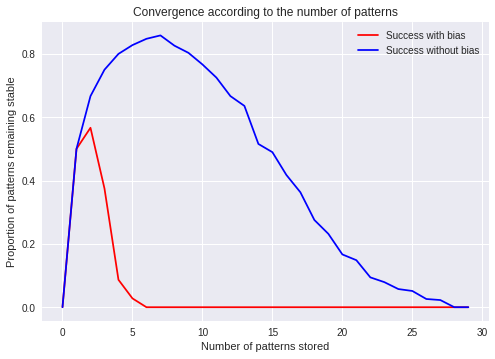 Convergence according to the number of patterns
Success with bias
Success without bias
Proportion of patterns remaining stable
0.8
0.6
0.4
0.2
0.0
0 5 10 15 20 25 30
Number of patterns stored